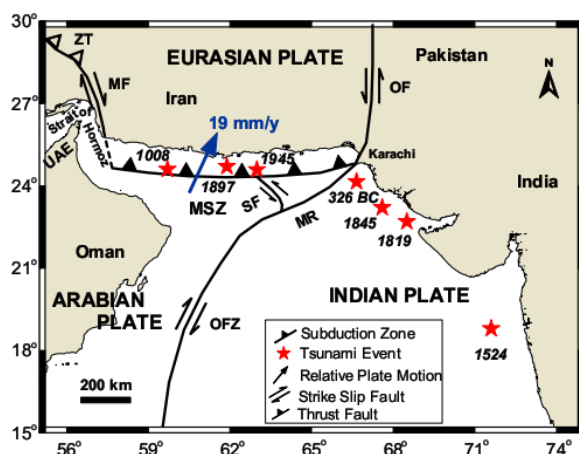 30°
27°
24°
21°
18°
15°
56°
59°
62°
65°
68°
71°
74°
ZT
EURASIAN PLATE
Pakistan
N
MF
Iran
OF
19 mm/y
Strait of
Hormoz
UAE
1008
1945
Karachi
1897
India
MSZ
SF
MR
326 BC
1845
1819
Oman
ARABIAN
PLATE
INDIAN PLATE
OFZ
1524
200 km
Subduction Zone
Tsunami Event
Relative Plate Motion
Strike Slip Fault
Thrust Fault